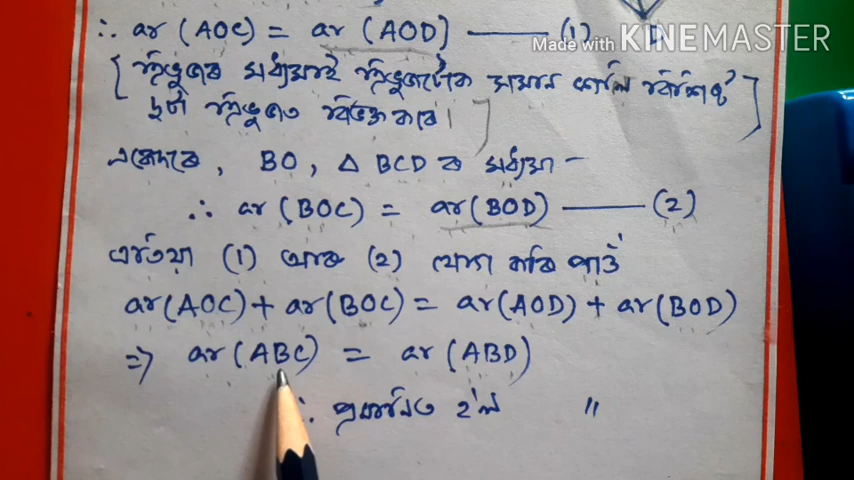 ∴ ar (AOC) = ar (AOD) —— (1)
Made with KINEMASTER
[ ত্ৰিভূজৰ মধ্যমাই ত্ৰিভূজটোক সমান কালি বিশিষ্ট
দুটা ত্ৰিভূজত বিভক্ত কৰে। ]
একেদৰে, BO, Δ BCD ৰ মধ্যমা -
∴ ar (BOC) = ar (BOD) —— (2)
এতিয়া (1) আৰু (2) যোগ কৰি পাওঁ
ar(AOC) + ar(BOC) = ar(AOD) + ar(BOD)
=> ar (ABC) = ar (ABD)
∴ প্ৰমাণিত হ'ল "